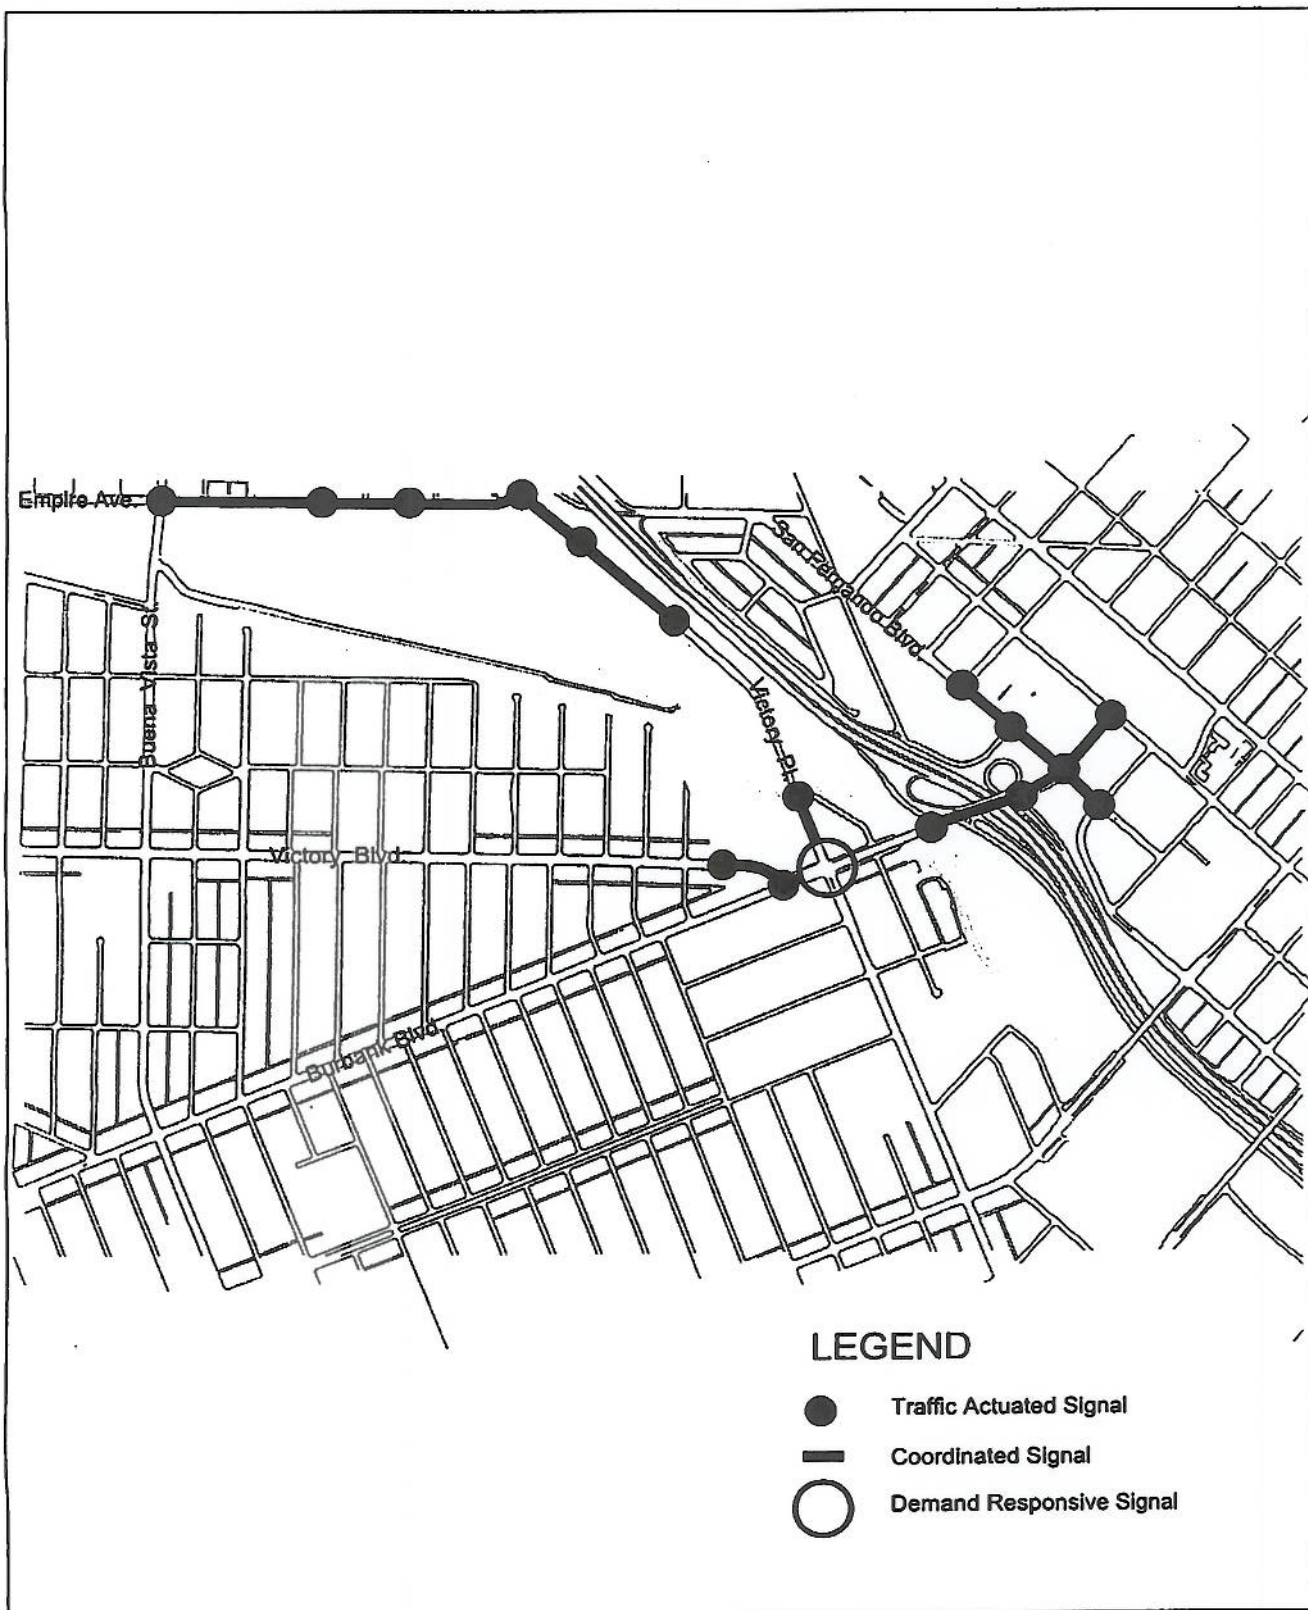 Empire Ave.
San Fernando Blvd.
Buena Vista St.
Victory Pl.
Victory Blvd.
Burbank Blvd.
LEGEND
Traffic Actuated Signal
Coordinated Signal
Demand Responsive Signal